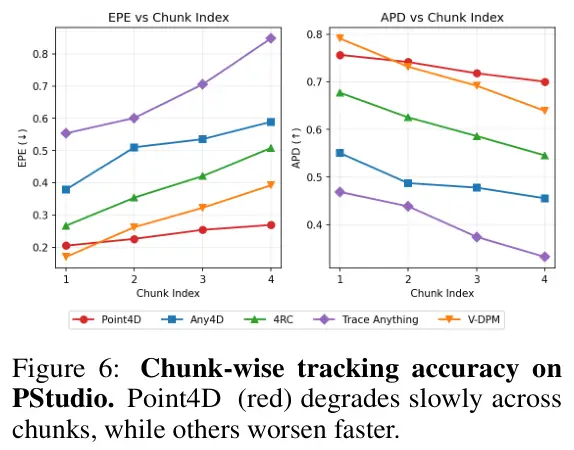 EPE vs Chunk Index
APD vs Chunk Index
0.8
0.7
0.6
0.5
0.4
0.3
0.2
EPE (↓)
1 2 3 4
Chunk Index
0.8
0.7
0.6
0.5
0.4
APD (↑)
1 2 3 4
Chunk Index
Point4D Any4D 4RC Trace Anything V-DPM
Figure 6: Chunk-wise tracking accuracy on
PStudio. Point4D (red) degrades slowly across
chunks, while others worsen faster.